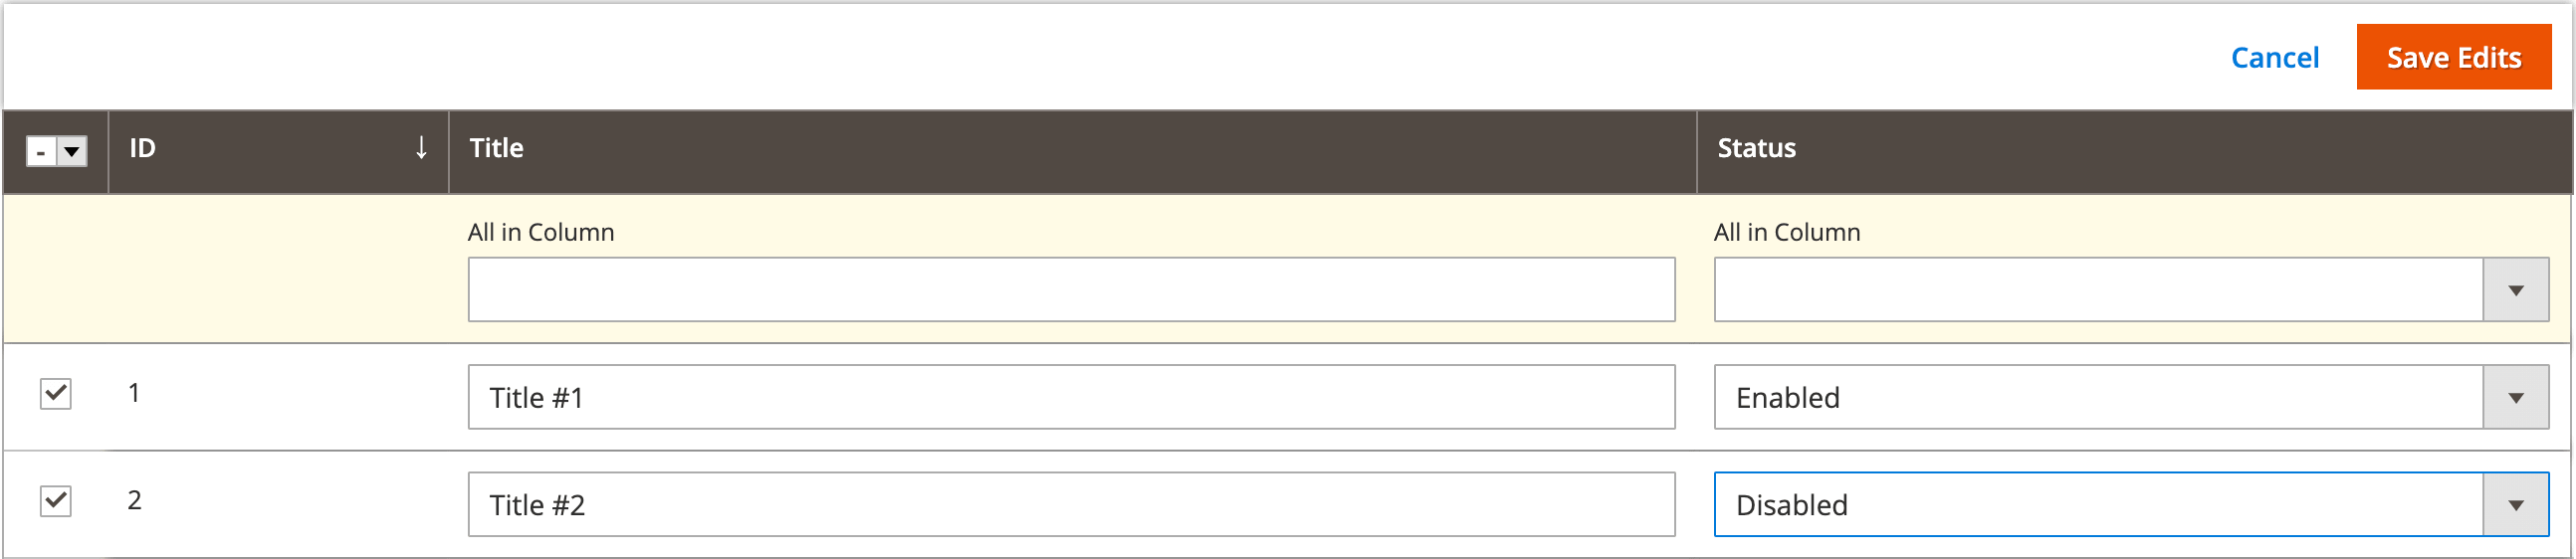 Cancel Save Edits
- ID ↓ Title Status
All in Column All in Column
1 Title #1 Enabled
2 Title #2 Disabled